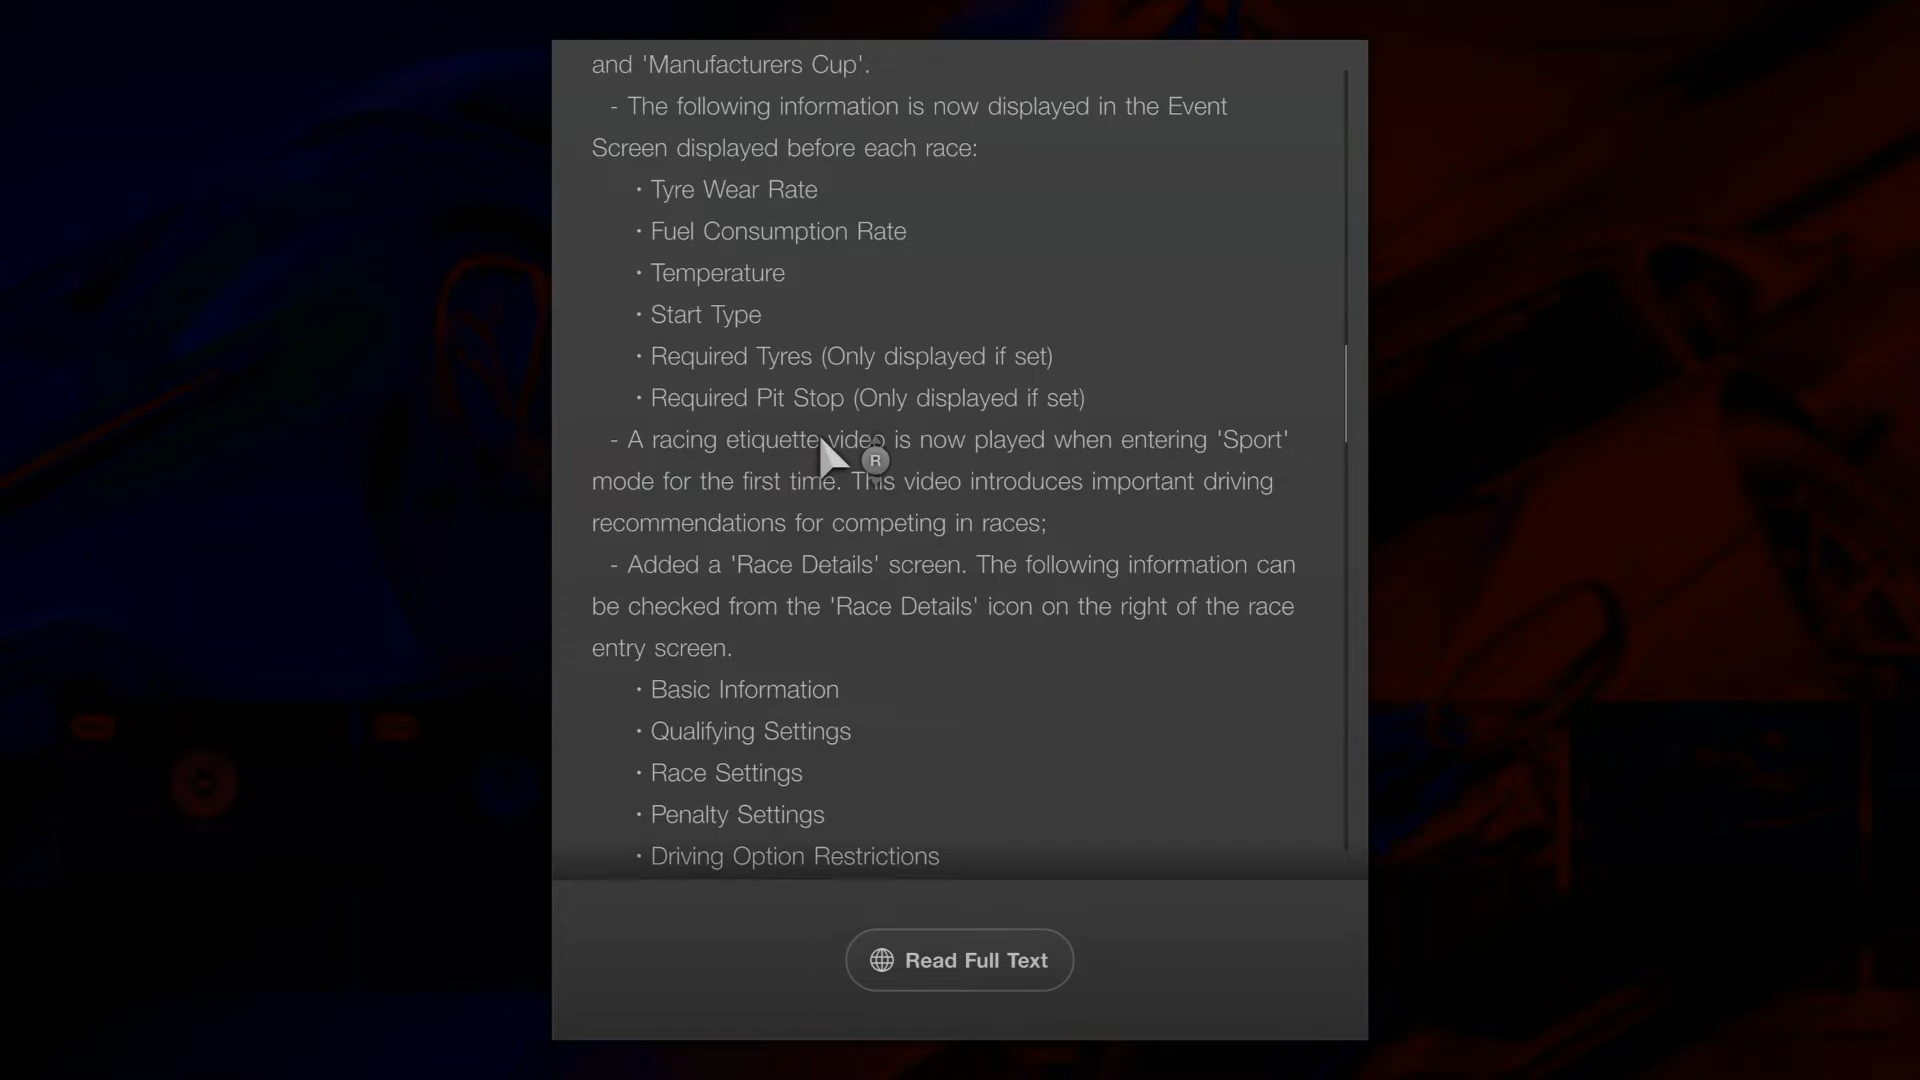 and 'Manufacturers Cup'.
- The following information is now displayed in the Event
Screen displayed before each race:
・Tyre Wear Rate
・Fuel Consumption Rate
・Temperature
・Start Type
・Required Tyres (Only displayed if set)
・Required Pit Stop (Only displayed if set)
- A racing etiquette video is now played when entering 'Sport'
R
mode for the first time. This video introduces important driving
recommendations for competing in races;
- Added a 'Race Details' screen. The following information can
be checked from the 'Race Details' icon on the right of the race
entry screen.
・Basic Information
・Qualifying Settings
・Race Settings
・Penalty Settings
・Driving Option Restrictions
Read Full Text